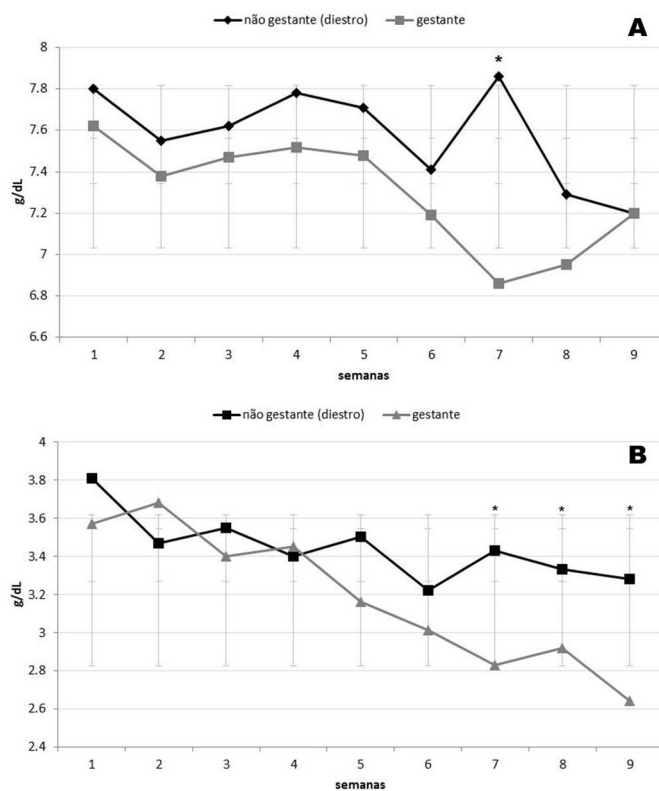 não gestante (diestro) gestante
A
8
*
7.8
7.6
7.4
g/dL
7.2
7
6.8
6.6
1 2 3 4 5 6 7 8 9
semanas
não gestante (diestro) gestante
4
B
3.8
3.6
* * *
3.4
g/dL
3.2
3
2.8
2.6
2.4
1 2 3 4 5 6 7 8 9
semanas